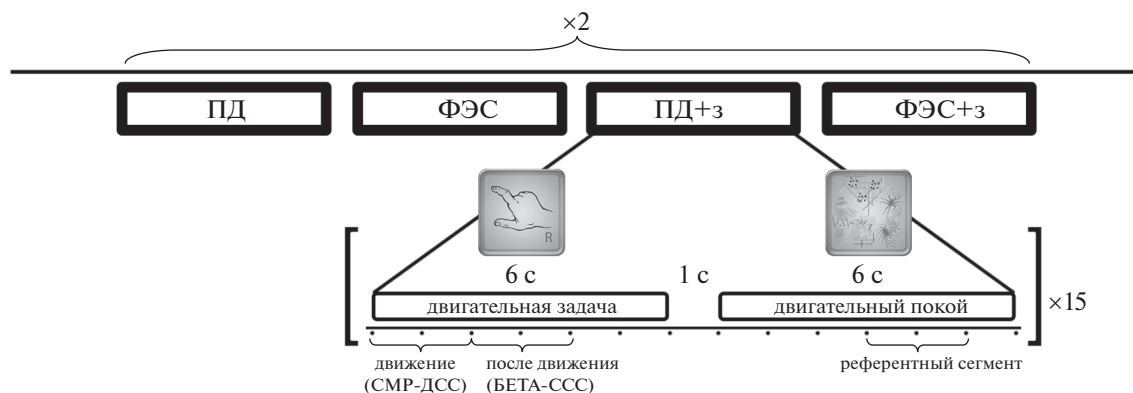 ×2
ПД ФЭС ПД+з ФЭС+з
R
6 с 1 с 6 с
двигательная задача двигательный покой
×15
движение после движения референтный сегмент
(СМР-ДСС) (БЕТА-ССС)